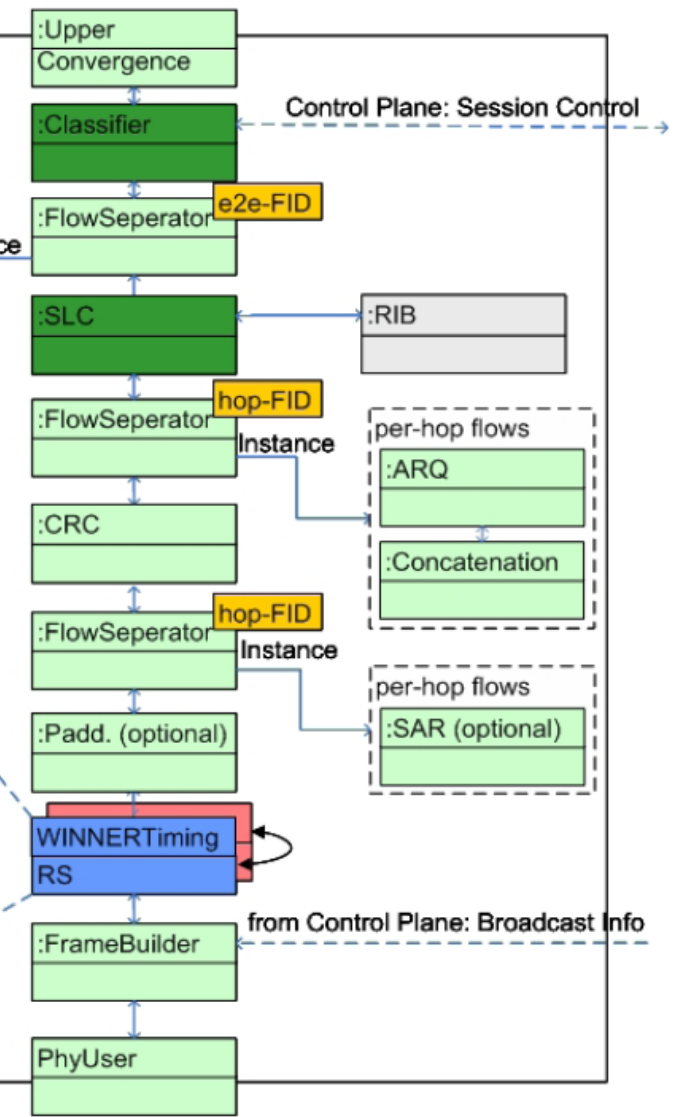 :Upper
Convergence
Control Plane: Session Control
:Classifier
e2e-FID
:FlowSeperator
ce
:SLC
:RIB
hop-FID
:FlowSeperator
Instance
per-hop flows
:ARQ
:CRC
:Concatenation
hop-FID
:FlowSeperator
Instance
per-hop flows
:Padd. (optional)
:SAR (optional)
WINNERTiming
RS
from Control Plane: Broadcast Info
:FrameBuilder
PhyUser